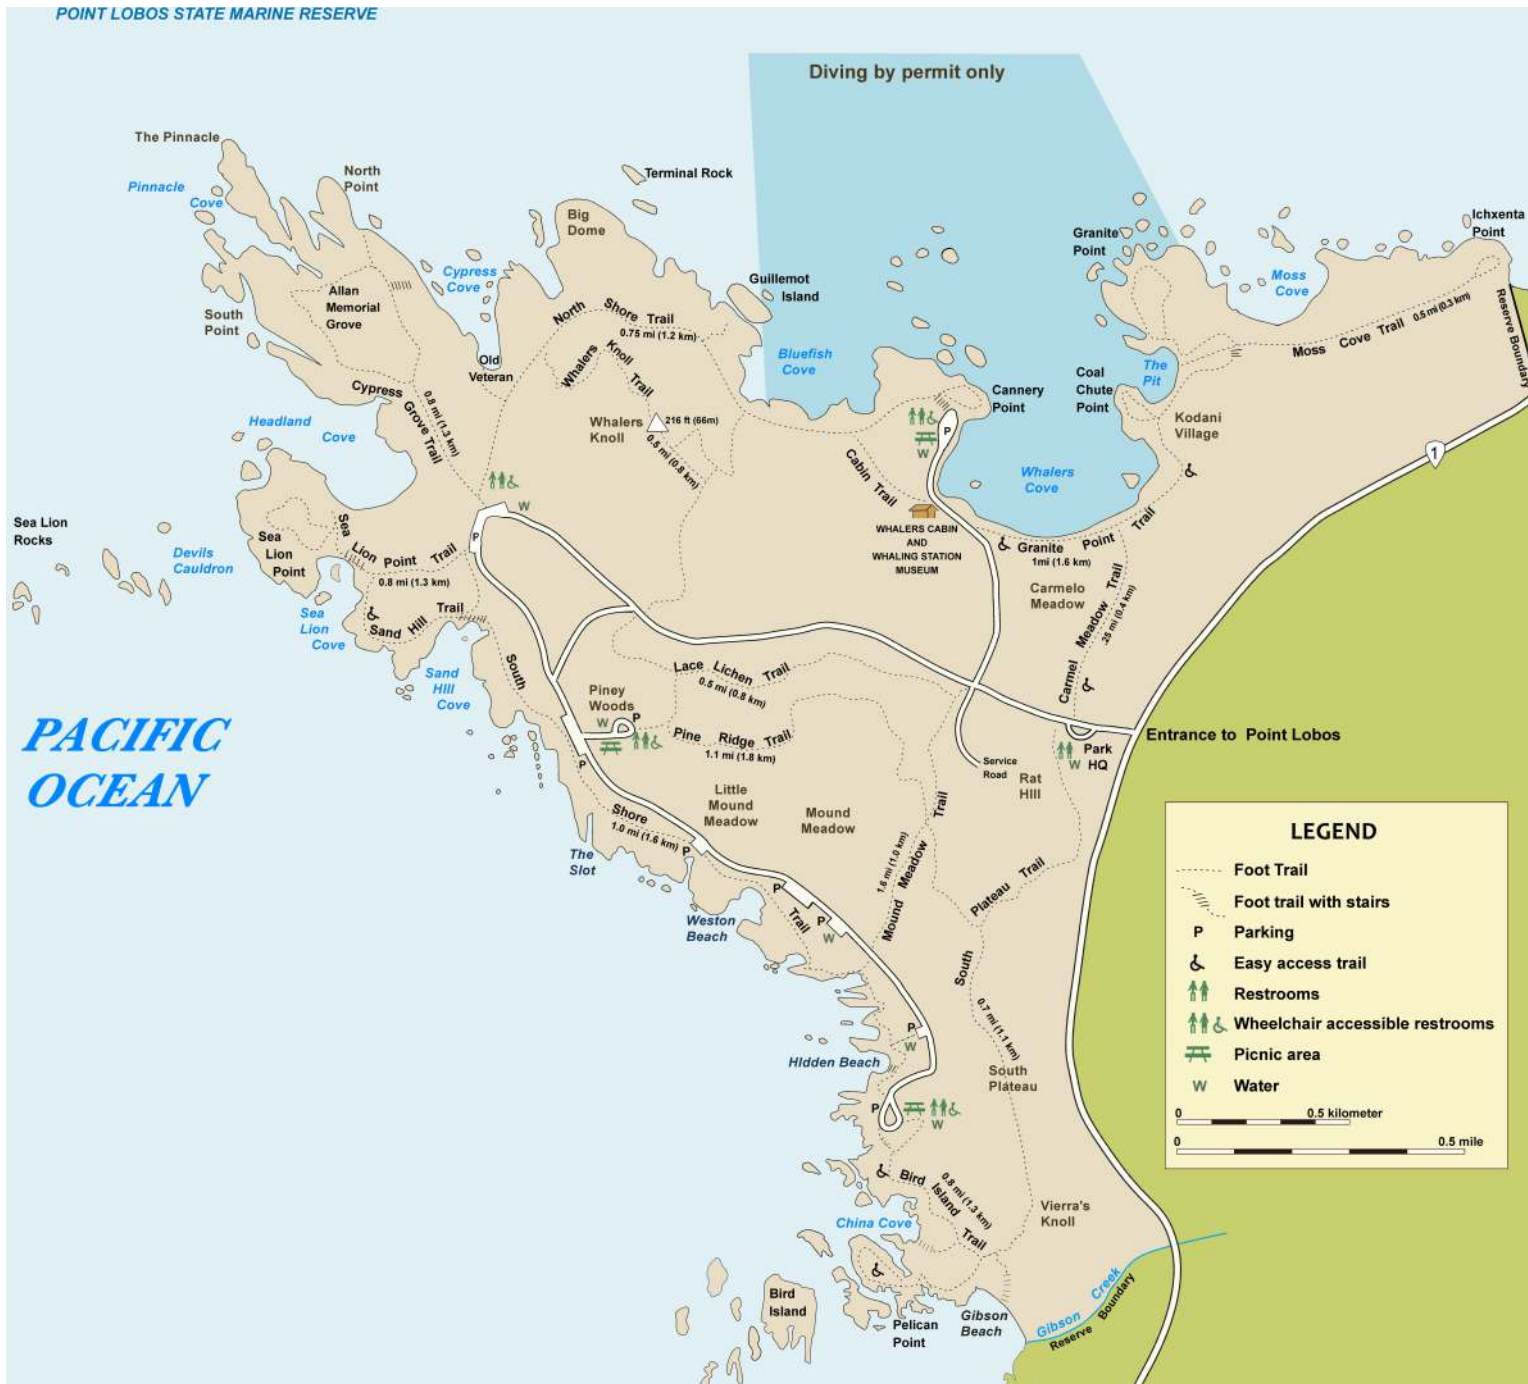 POINT LOBOS STATE MARINE RESERVE
Diving by permit only
The Pinnacle
Pinnacle
Cove
North
Point
Terminal Rock
Big
Dome
Granite
Point
Ichxenta
Point
Cypress
Cove
Guillemot
Island
Moss
Cove
Allan
Memorial
Grove
South
Point
North Shore Trail
0.75 mi (1.2 km)
Moss Cove Trail 0.5 mi (0.3 km)
Reserve Boundary
Old
Veteran
Whalers Knoll Trail
Bluefish
Cove
Coal
Chute
Point
The
Pit
Cypress Grove Trail
0.8 mi (1.3 km)
Cannery
Point
Kodani
Village
Headland
Cove
Whalers
Knoll
216 ft (66m)
0.5 mi (0.8 km)
P
W
Cabin Trail
Whalers
Cove
1
W
Sea Lion
Rocks
Devils
Cauldron
Sea
Lion
Point
Sea Lion Point Trail
0.8 mi (1.3 km)
P
WHALERS CABIN
AND
WHALING STATION
MUSEUM
Granite Point Trail
1mi (1.6 km)
Carmelo
Meadow
Carmel Meadow Trail
.25 mi (0.4 km)
Sea
Lion
Cove
Sand Hill Trail
Sand
HIll
Cove
South
Lace Lichen Trail
0.5 mi (0.8 km)
Piney
Woods
W
P
Pine Ridge Trail
1.1 mi (1.8 km)
P
PACIFIC
OCEAN
Entrance to Point Lobos
Park
HQ
W
Service
Road
Rat
HIll
Little
Mound
Meadow
Mound
Meadow
Shore
1.0 mi (1.6 km)
P
The
Slot
Mound Meadow Trail
1.6 mi (1.0 km)
Plateau Trail
P
P
W
Trail
Weston
Beach
South
0.7 mi (1.1 km)
P
W
HIdden Beach
South
Plateau
P
W
Bird Island Trail
0.8 mi (1.3 km)
China Cove
Vierra's
Knoll
Bird
Island
Pelican
Point
Gibson
Beach
Gibson Creek
Reserve Boundary
LEGEND
Foot Trail
Foot trail with stairs
P Parking
Easy access trail
Restrooms
Wheelchair accessible restrooms
Picnic area
W Water
0 0.5 kilometer
0 0.5 mile